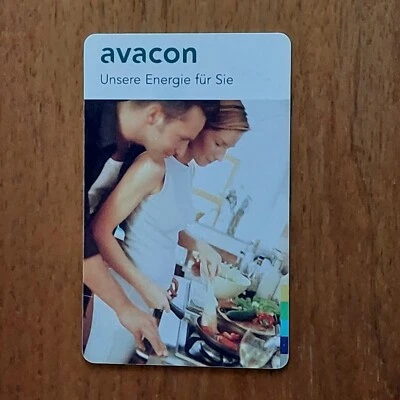 avacon
Unsere Energie für Sie